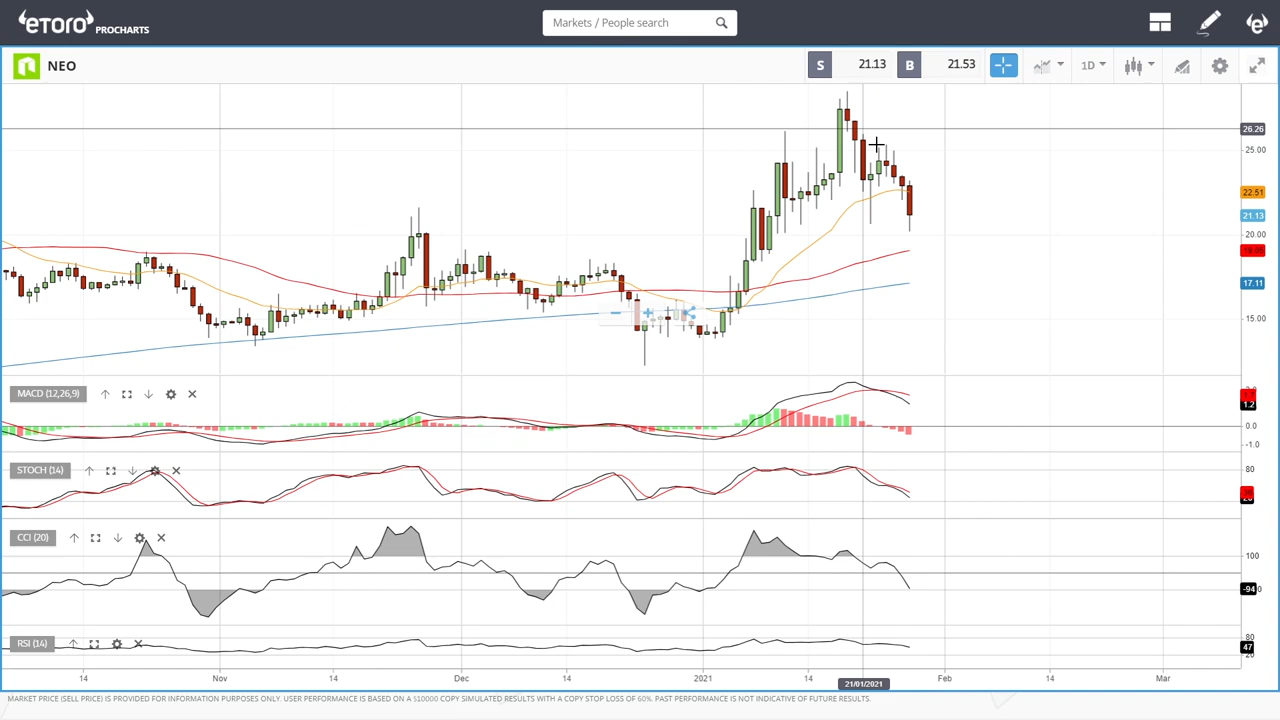 eToro PROCHARTS
Markets / People search
NEO
S 21.13 B 21.53
1D
26.26
25.00
22.51
21.13
20.00
17.11
15.00
MACD (12,26,9)
1.2
0.0
-1.0
STOCH (14)
80
CCI (20)
100
-94
RSI (14)
80
47
20
14 Nov 14 Dec 14 2021 14 Feb 14 Mar
21/01/2021
MARKET PRICE (SELL PRICE) IS PROVIDED FOR INFORMATION PURPOSES ONLY. USER PERFORMANCE IS BASED ON A $10000 COPY SIMULATED RESULTS WITH A COPY STOP LOSS OF 60%. PAST PERFORMANCE IS NOT INDICATIVE OF FUTURE RESULTS.